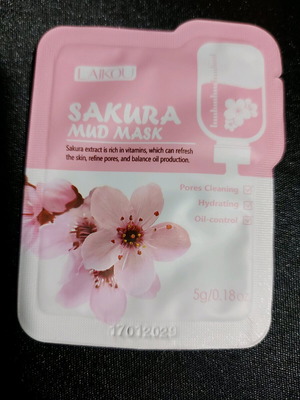 LAIKOU
SAKURA
MUD MASK
Sakura extract is rich in vitamins, which can refresh
the skin, refine pores, and balance oil production.
Pores Cleaning
Hydrating
Oil-control
5g/0.18oz
17012026